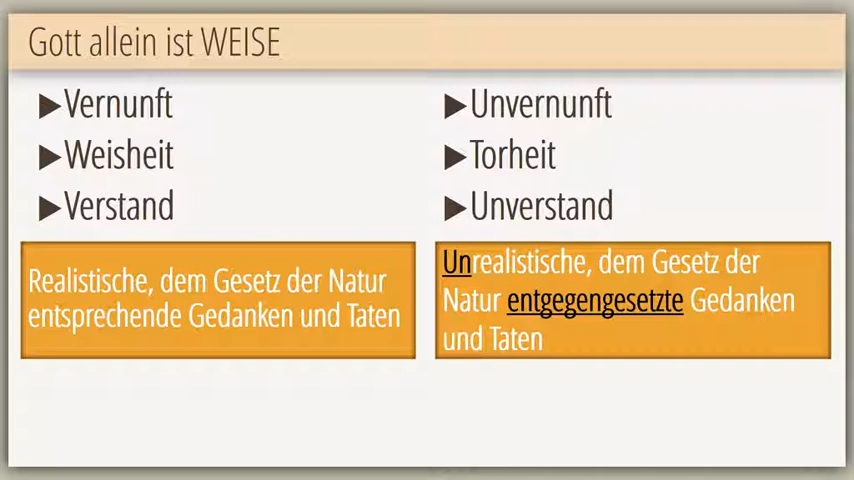 Gott allein ist WEISE
▶Vernunft
▶Weisheit
▶Verstand
Realistische, dem Gesetz der Natur
entsprechende Gedanken und Taten
▶Unvernunft
▶Torheit
▶Unverstand
Unrealistische, dem Gesetz der
Natur entgegengesetzte Gedanken
und Taten